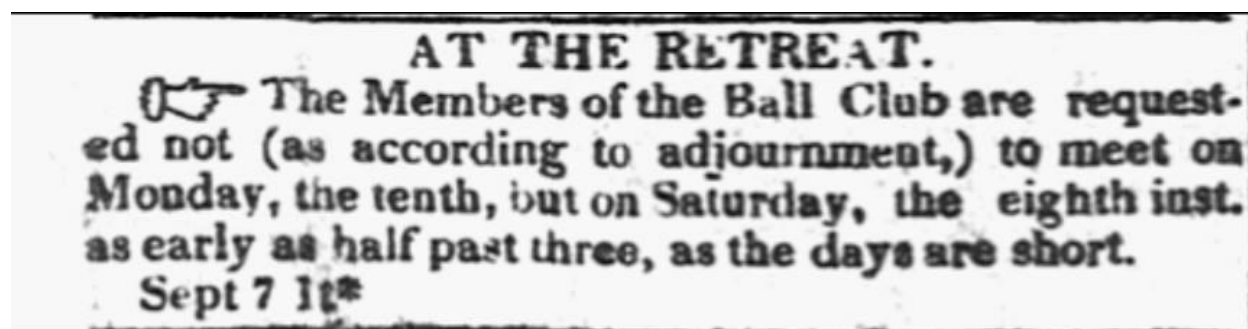 AT THE RETREAT.
☞ The Members of the Ball Club are request-
ed not (as according to adjournment,) to meet on
Monday, the tenth, but on Saturday, the eighth inst.
as early as half past three, as the days are short.
Sept 7 1t*